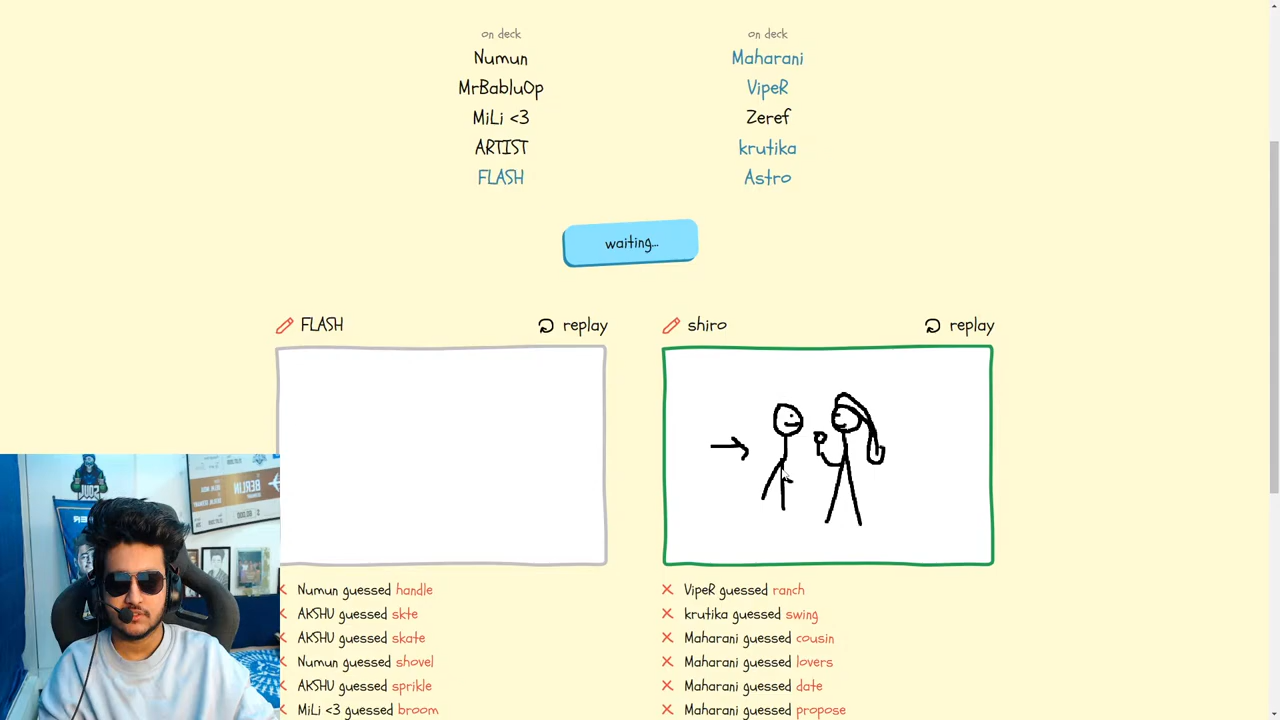 on deck
Numun
MrBabluOp
MiLi <3
ARTIST
FLASH
on deck
Maharani
VipeR
Zeref
krutika
Astro
waiting...
FLASH
replay
Numun guessed handle
AKSHU guessed skte
AKSHU guessed skate
Numun guessed shovel
AKSHU guessed sprikle
MiLi <3 guessed broom
shiro
replay
VipeR guessed ranch
krutika guessed swing
Maharani guessed cousin
Maharani guessed lovers
Maharani guessed date
Maharani guessed propose
BERLIN